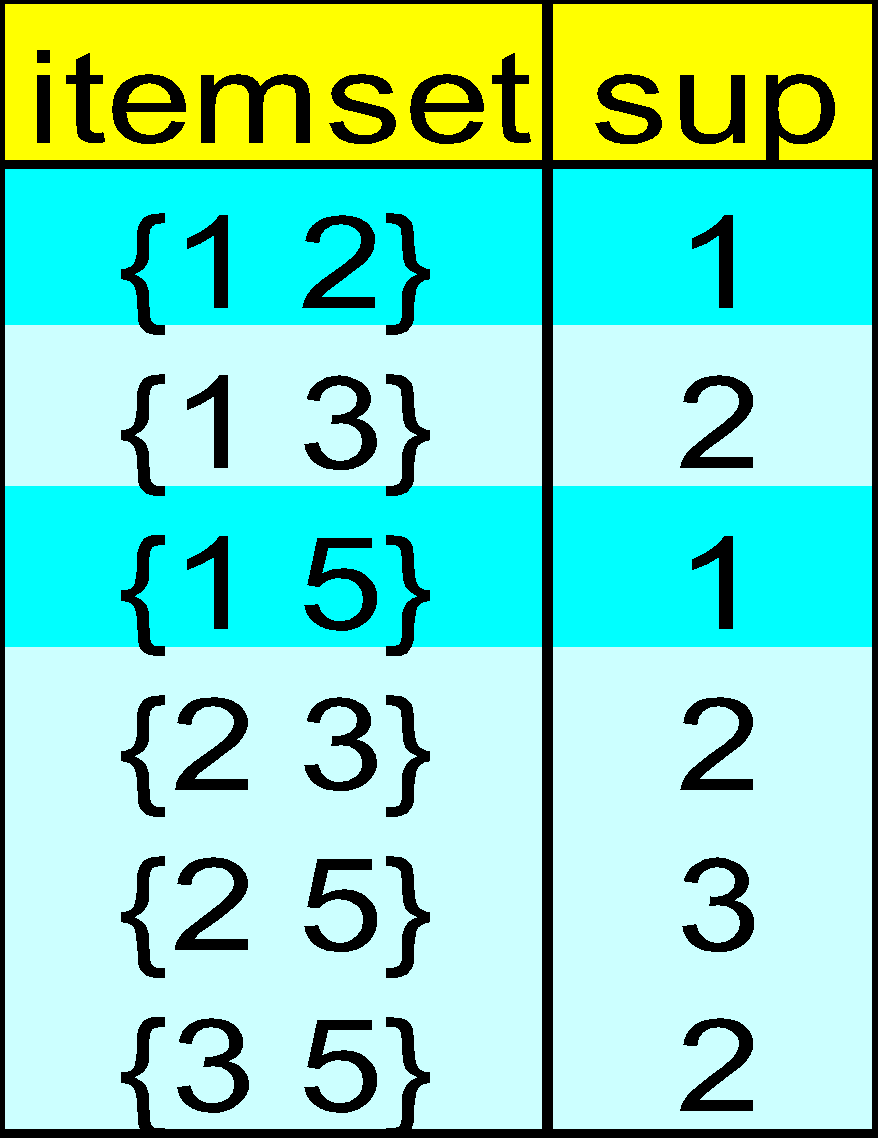 itemset sup
{1 2} 1
{1 3} 2
{1 5} 1
{2 3} 2
{2 5} 3
{3 5} 2